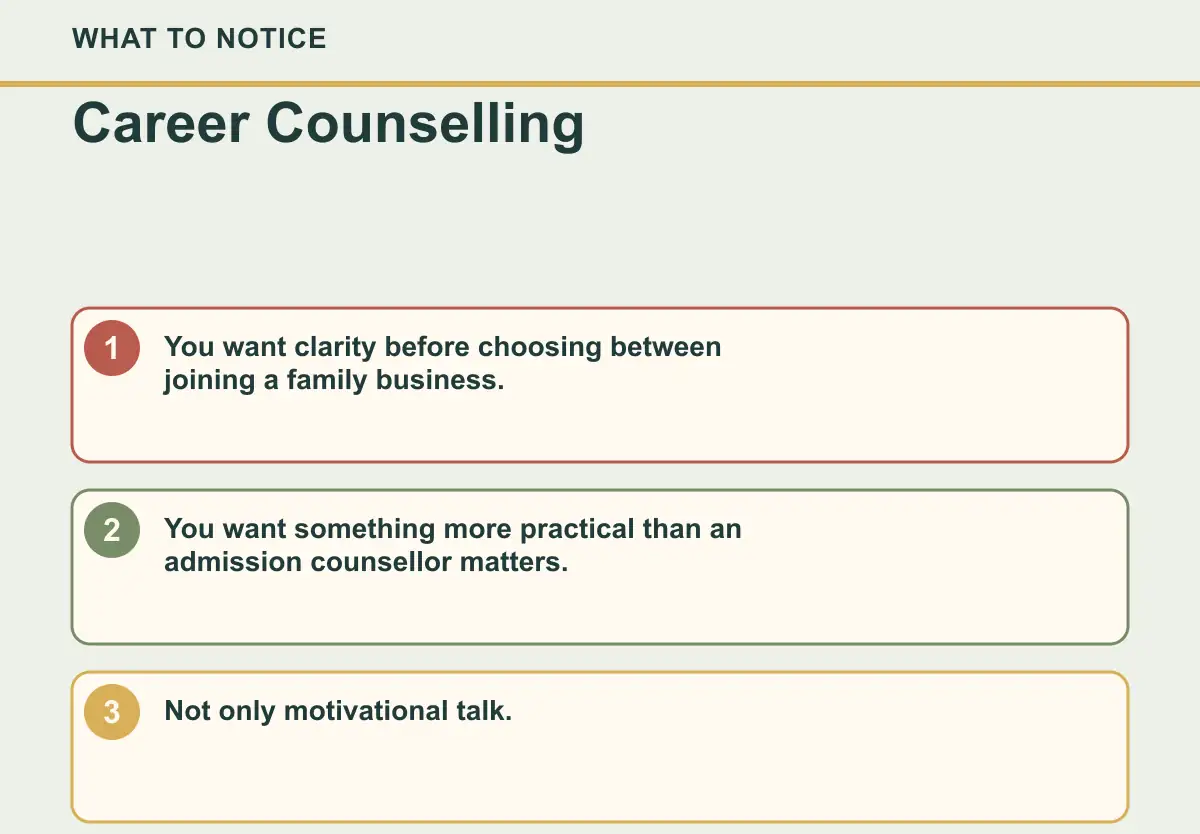 WHAT TO NOTICE
Career Counselling
1
You want clarity before choosing between
joining a family business.
2
You want something more practical than an
admission counsellor matters.
3
Not only motivational talk.